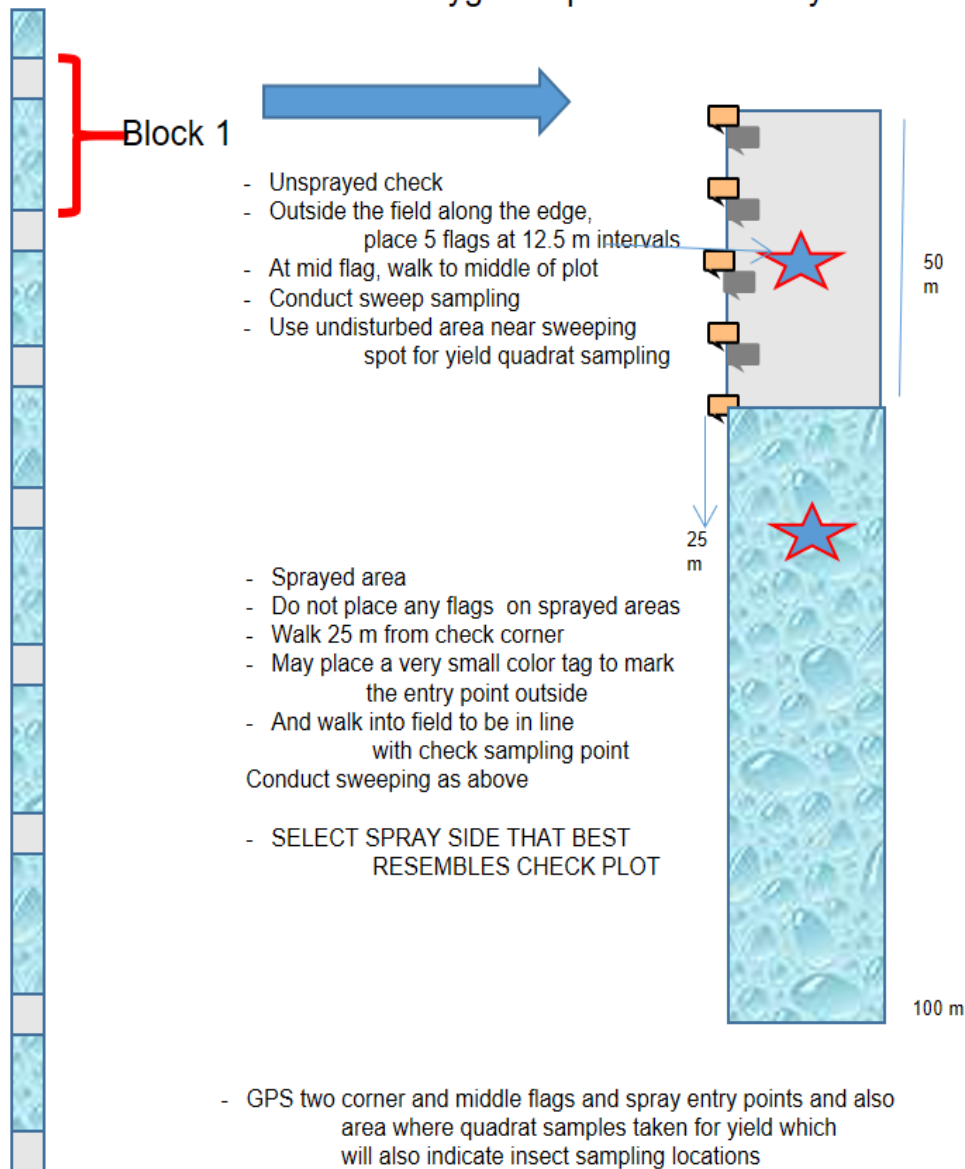 Block 1
- Unsprayed check
- Outside the field along the edge,
place 5 flags at 12.5 m intervals
- At mid flag, walk to middle of plot
- Conduct sweep sampling
- Use undisturbed area near sweeping
spot for yield quadrat sampling
50
m
25
m
- Sprayed area
- Do not place any flags on sprayed areas
- Walk 25 m from check corner
- May place a very small color tag to mark
the entry point outside
- And walk into field to be in line
with check sampling point
Conduct sweeping as above
- SELECT SPRAY SIDE THAT BEST
RESEMBLES CHECK PLOT
100 m
- GPS two corner and middle flags and spray entry points and also
area where quadrat samples taken for yield which
will also indicate insect sampling locations